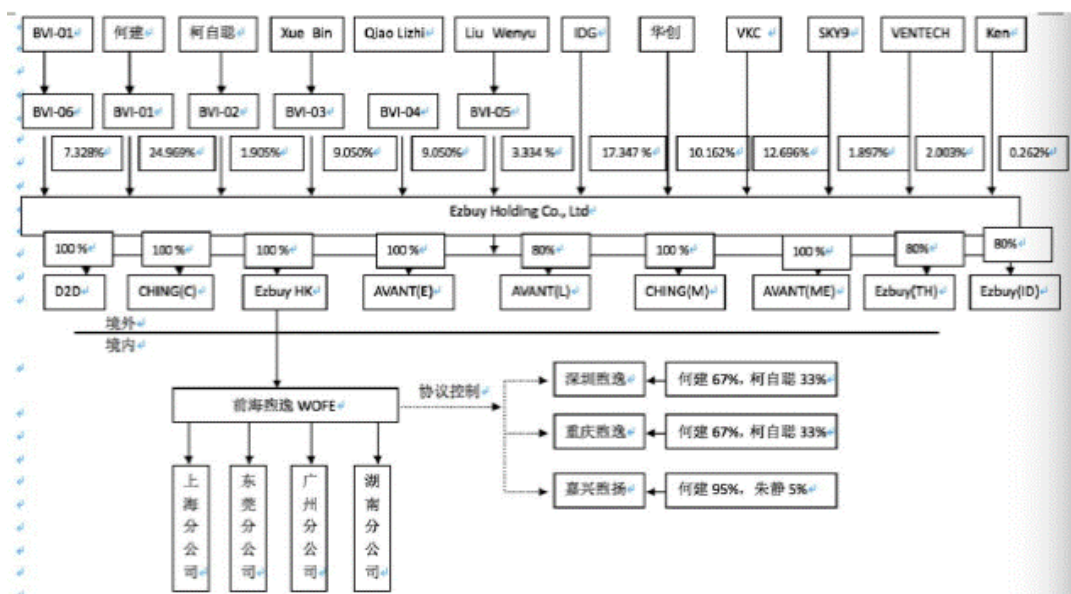 BVI-01 何建 柯自聪 Xue Bin Qiao Lizhi Liu Wenyu IDG 华创 VKC SKY9 VENTECH Ken
BVI-06 BVI-01 BVI-02 BVI-03 BVI-04 BVI-05
7.328% 24.969% 1.905% 9.050% 9.050% 3.334 % 17.347 % 10.162% 12.696% 1.897% 2.003% 0.262%
Ezbuy Holding Co., Ltd
100 % 100 % 100 % 100 % 80% 100 % 100 % 80% 80%
D2D CHING(C) Ezbuy HK AVANT(E) AVANT(L) CHING(M) AVANT(ME) Ezbuy(TH) Ezbuy(ID)
境外
境内
协议控制
深圳煦逸 何建 67%，柯自聪 33%
前海煦逸 WOFE
重庆煦逸 何建 67%，柯自聪 33%
嘉兴煦扬 何建 95%，朱静 5%
上海分公司
东莞分公司
广州分公司
湖南分公司